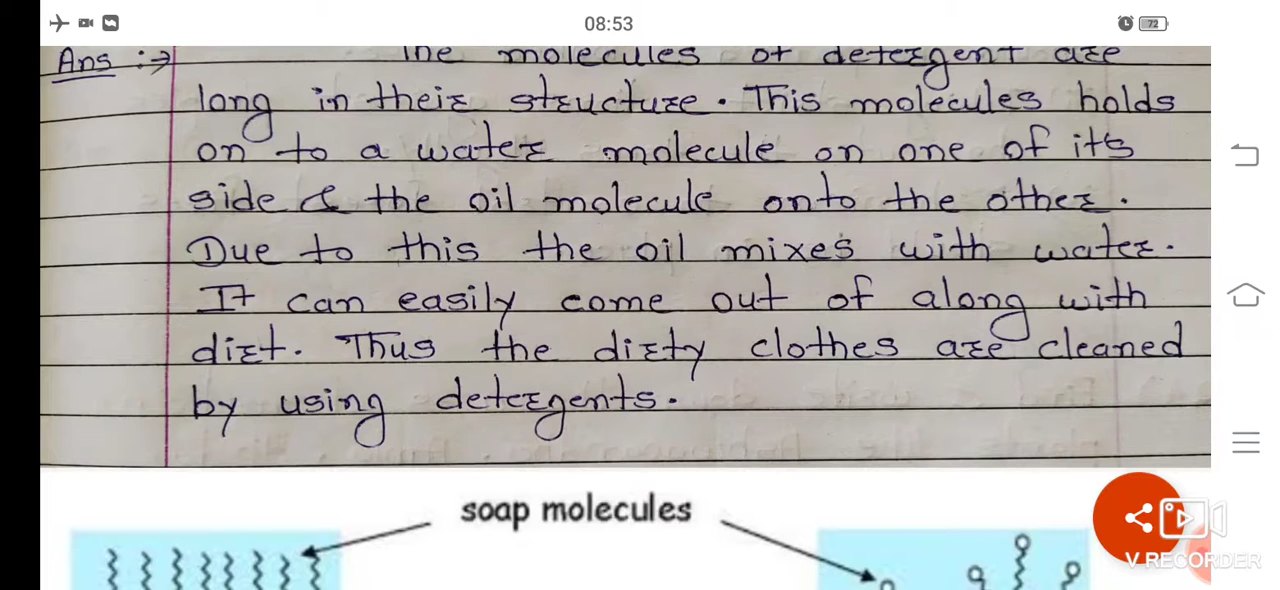 08:53
72
Ans :→ The molecules of detergent are
long in their structure. This molecules holds
on to a water molecule on one of it's
side & the oil molecule onto the other.
Due to this the oil mixes with water.
It can easily come out of along with
dirt. Thus the dirty clothes are cleaned
by using detergents.
soap molecules
V RECORDER